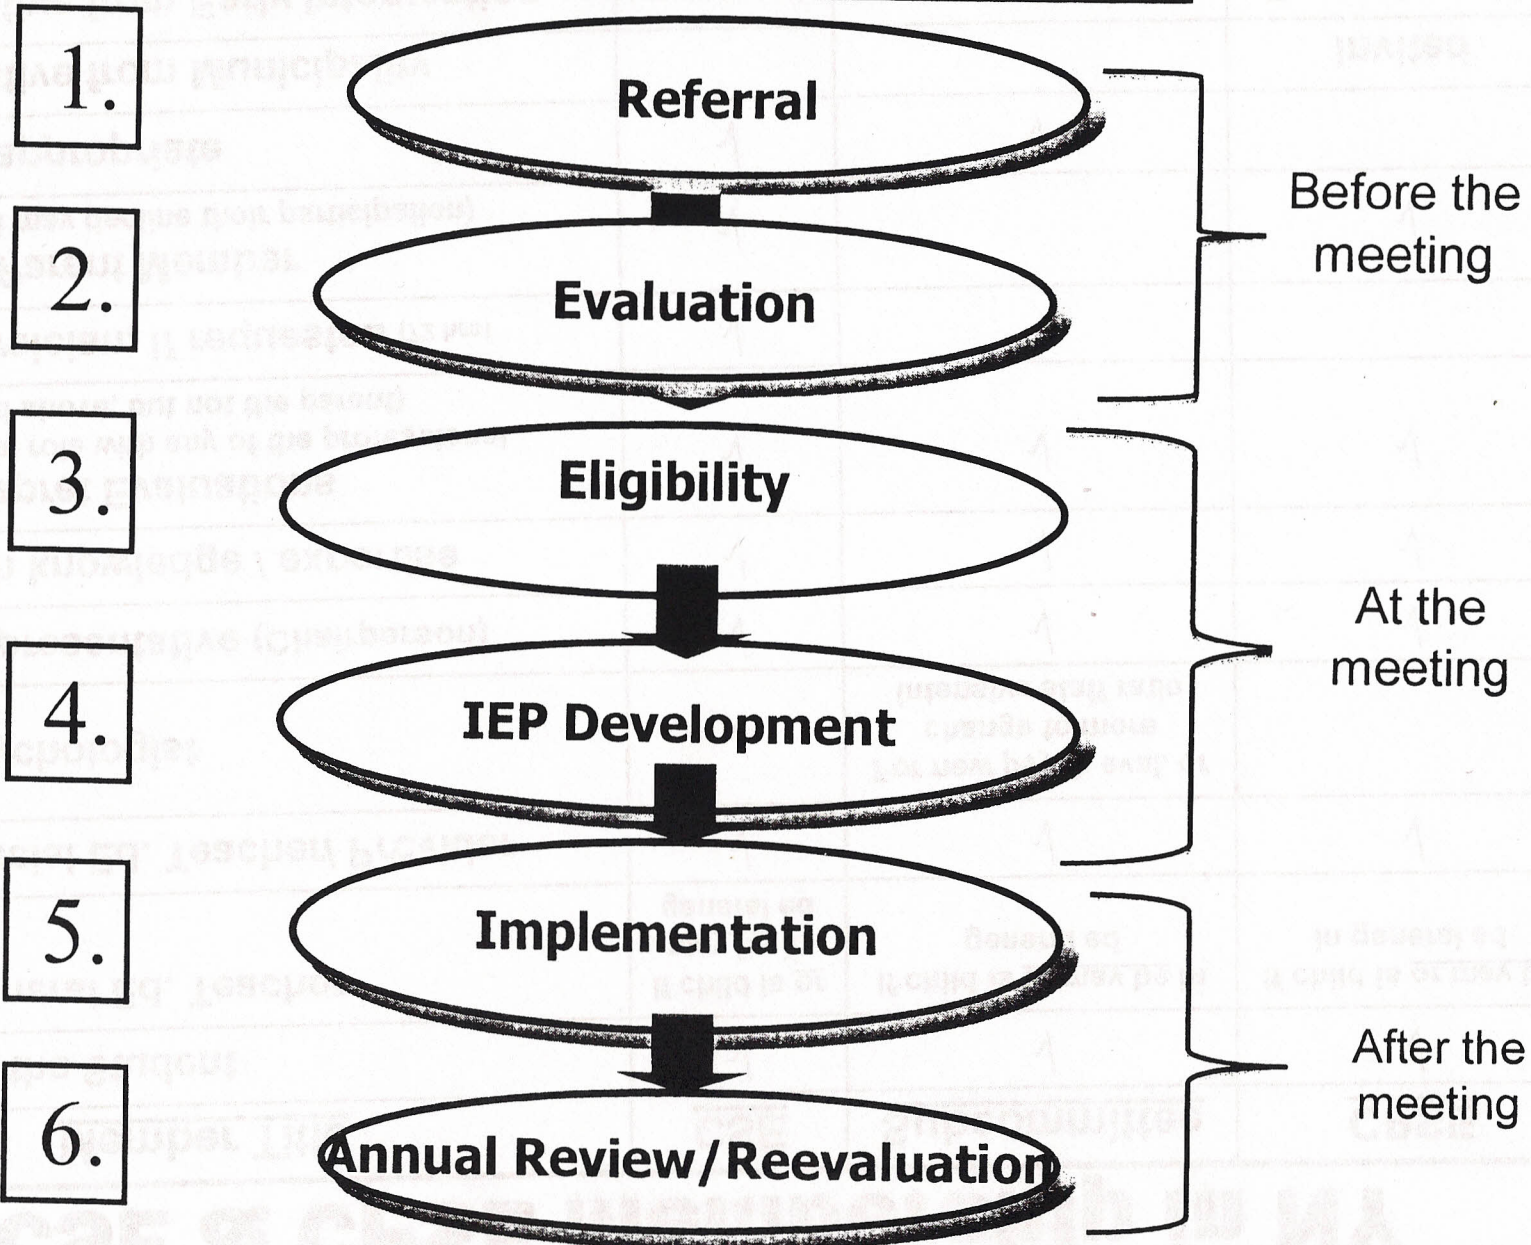 1.
Referral
2.
Evaluation
Before the
meeting
3.
Eligibility
4.
IEP Development
At the
meeting
5.
Implementation
6.
Annual Review/Reevaluation
After the
meeting